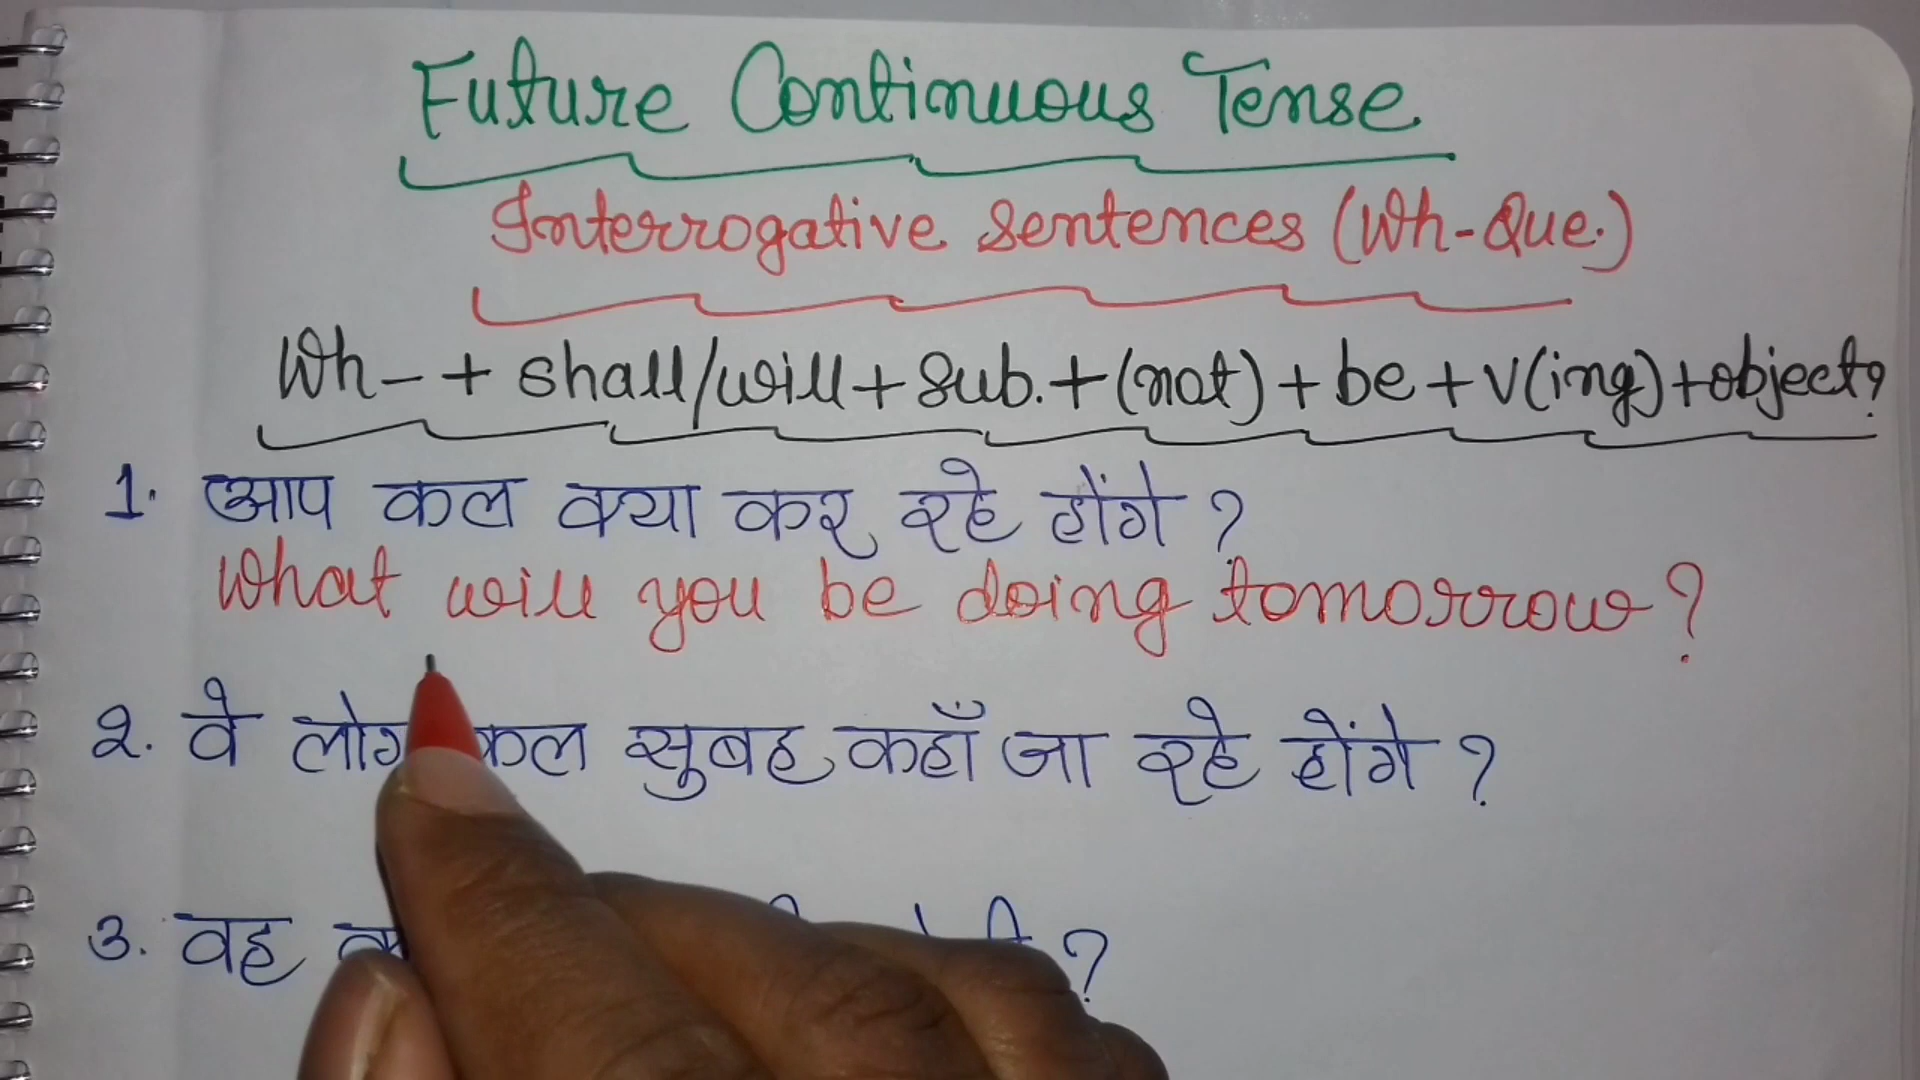 Future Continuous Tense
Interrogative Sentences (Wh-Que.)
Wh- + shall/will + Sub. + (not) + be + V(ing) + object?
1. आप कल क्या कर रहे होंगे ?
What will you be doing tomorrow?
2. वे लोग कल सुबह कहाँ जा रहे होंगे ?
3. वह ?